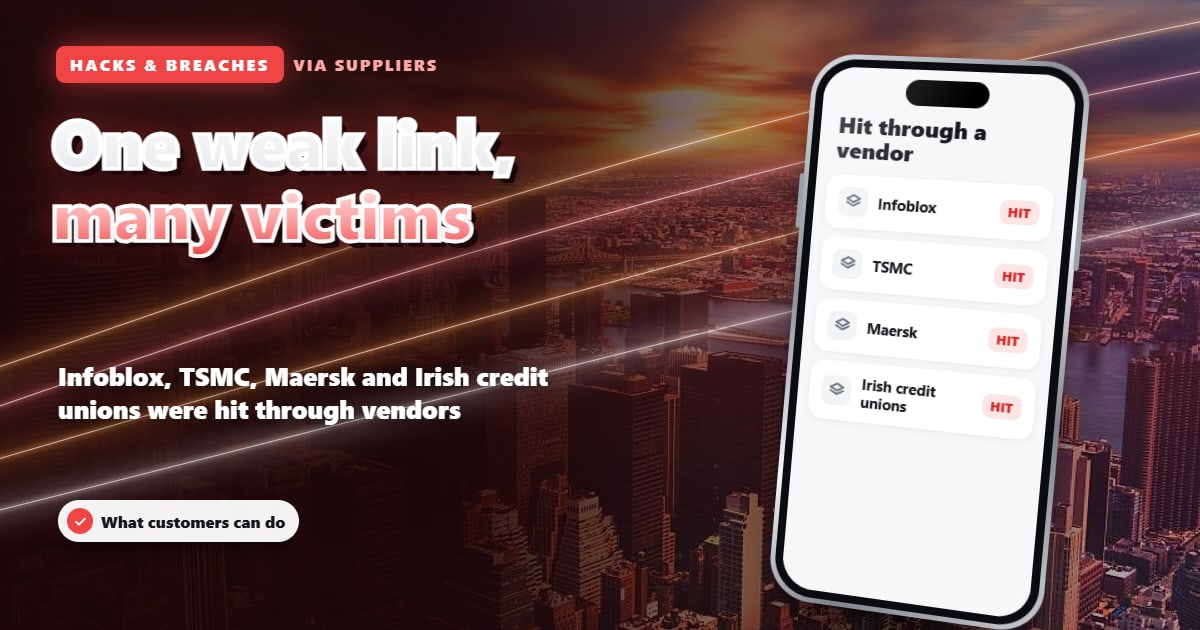 HACKS & BREACHES VIA SUPPLIERS
One weak link,
many victims
Infoblox, TSMC, Maersk and Irish credit
unions were hit through vendors
What customers can do
Hit through a
vendor
Infoblox HIT
TSMC HIT
Maersk HIT
Irish credit
unions HIT